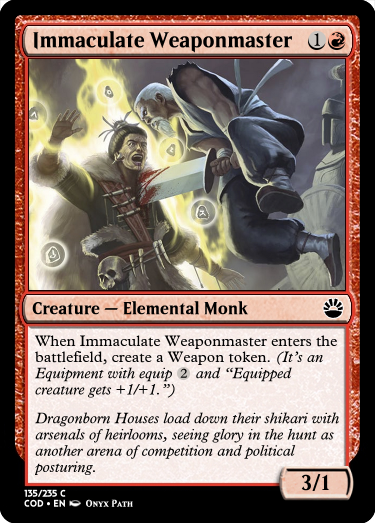 Immaculate Weaponmaster 1
Creature — Elemental Monk
When Immaculate Weaponmaster enters the
battlefield, create a Weapon token. (It's an
Equipment with equip 2 and “Equipped
creature gets +1/+1.”)
Dragonborn Houses load down their shikari with
arsenals of heirlooms, seeing glory in the hunt as
another arena of competition and political
posturing.
3/1
135/235 C
COD • EN Onyx Path